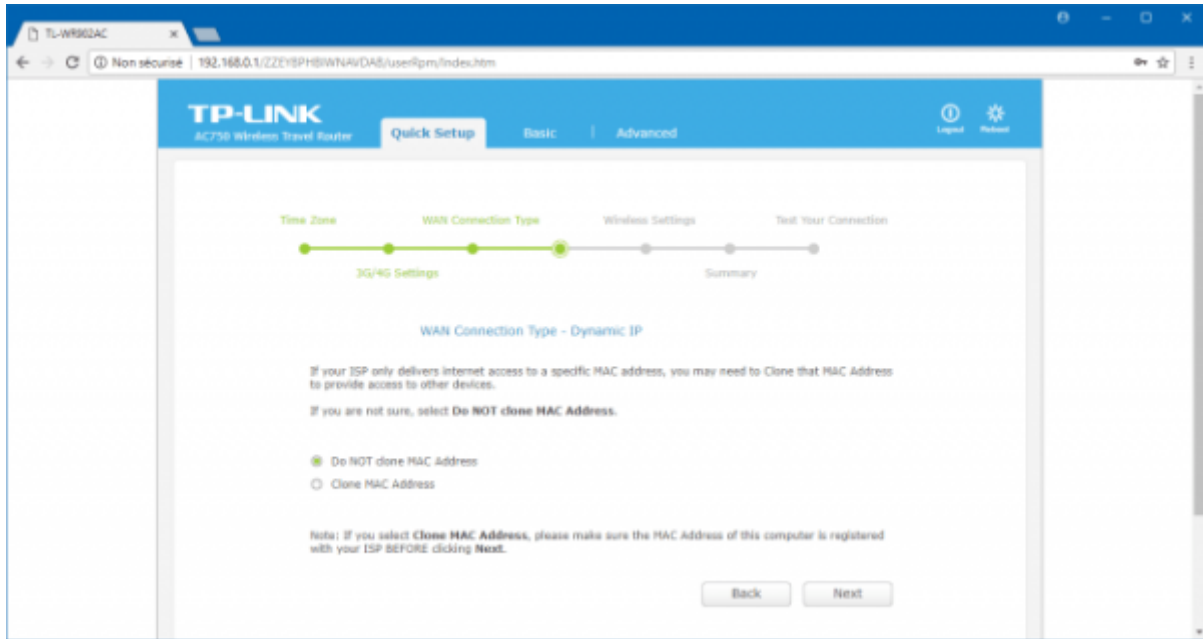 TL-WR902AC
Non sécurisé | 192.168.0.1/ZZEYBPHBIWNAVDAB/userRpm/Index.htm
TP-LINK
AC750 Wireless Travel Router
Quick Setup
Basic
Advanced
Logout
Reboot
Time Zone
WAN Connection Type
Wireless Settings
Test Your Connection
3G/4G Settings
Summary
WAN Connection Type - Dynamic IP
If your ISP only delivers internet access to a specific MAC address, you may need to Clone that MAC Address
to provide access to other devices.
If you are not sure, select Do NOT clone MAC Address.
Do NOT clone MAC Address
Clone MAC Address
Note: If you select Clone MAC Address, please make sure the MAC Address of this computer is registered
with your ISP BEFORE clicking Next.
Back
Next